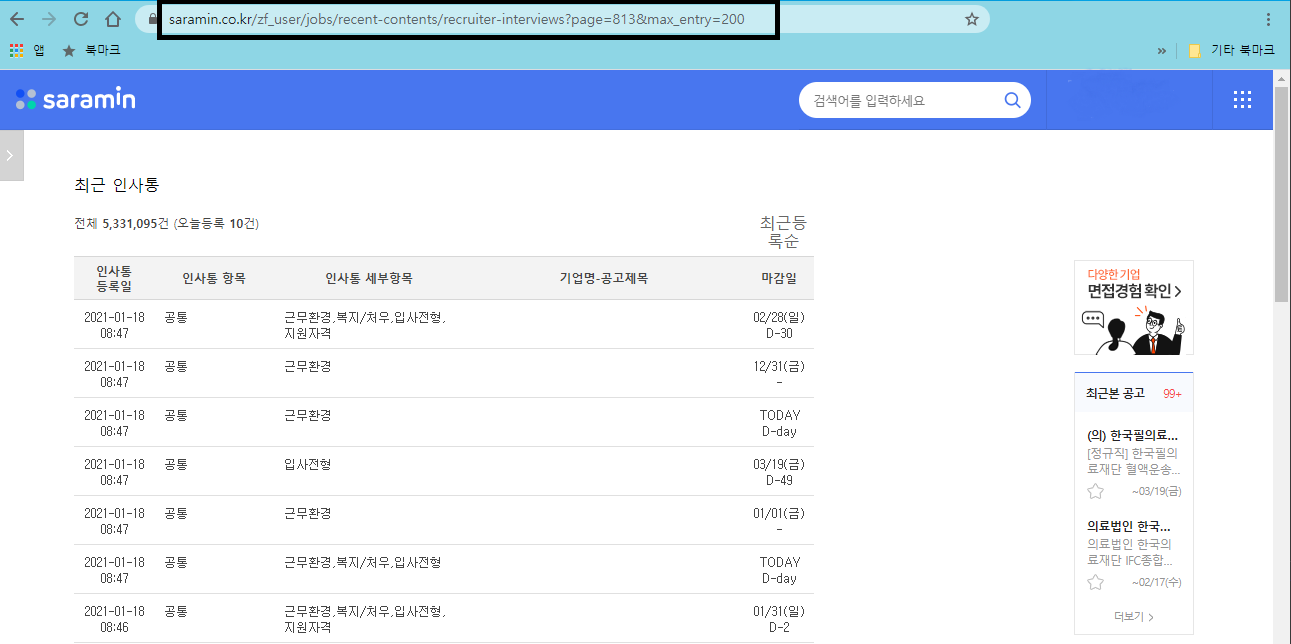 saramin.co.kr/zf_user/jobs/recent-contents/recruiter-interviews?page=813&max_entry=200
앱 북마크 » 기타 북마크
saramin 검색어를 입력하세요
최근 인사통
전체 5,331,095건 (오늘등록 10건)
최근등
록순
인사통
등록일 인사통 항목 인사통 세부항목 기업명-공고제목 마감일
2021-01-18 공통 근무환경,복지/처우,입사전형, 02/28(일)
08:47 지원자격 D-30
2021-01-18 공통 근무환경 12/31(금)
08:47 -
2021-01-18 공통 근무환경 TODAY
08:47 D-day
2021-01-18 공통 입사전형 03/19(금)
08:47 D-49
2021-01-18 공통 근무환경 01/01(금)
08:47 -
2021-01-18 공통 근무환경,복지/처우,입사전형 TODAY
08:47 D-day
2021-01-18 공통 근무환경,복지/처우,입사전형, 01/31(일)
08:46 지원자격 D-2
다양한 기업
면접경험 확인
최근본 공고 99+
(의) 한국필의료...
[정규직] 한국필의
료재단 혈액운송...
~03/19(금)
의료법인 한국...
의료법인 한국의
료재단 IFC종합...
~02/17(수)
더보기